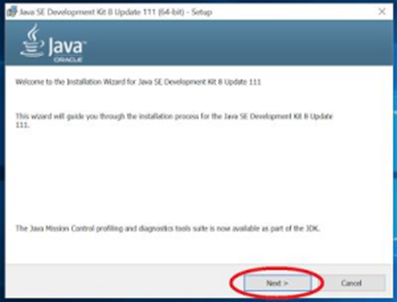 Java SE Development Kit 8 Update 111 (64-bit) - Setup
Java
ORACLE
Welcome to the Installation Wizard for Java SE Development Kit 8 Update 111
This wizard will guide you through the installation process for the Java SE Development Kit 8 Update
111.
The Java Mission Control profiling and diagnostics tools suite is now available as part of the JDK.
Next >
Cancel